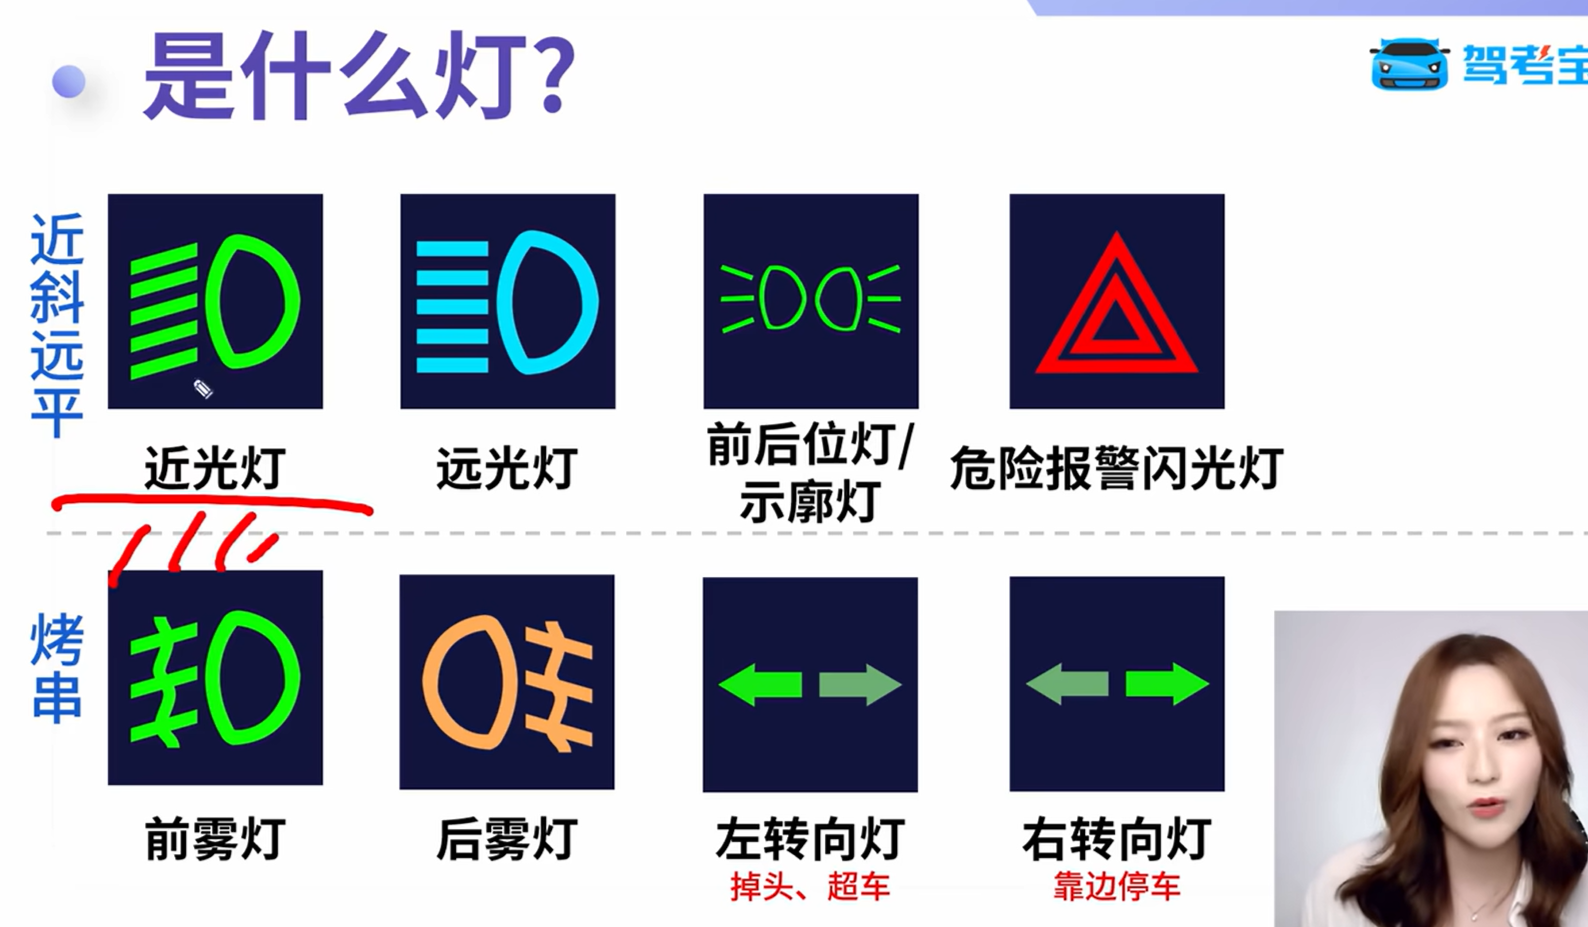 是什么灯?
驾考宝
近斜远平
近光灯
远光灯
前后位灯/
示廓灯
危险报警闪光灯
烤串
前雾灯
后雾灯
左转向灯
掉头、超车
右转向灯
靠边停车